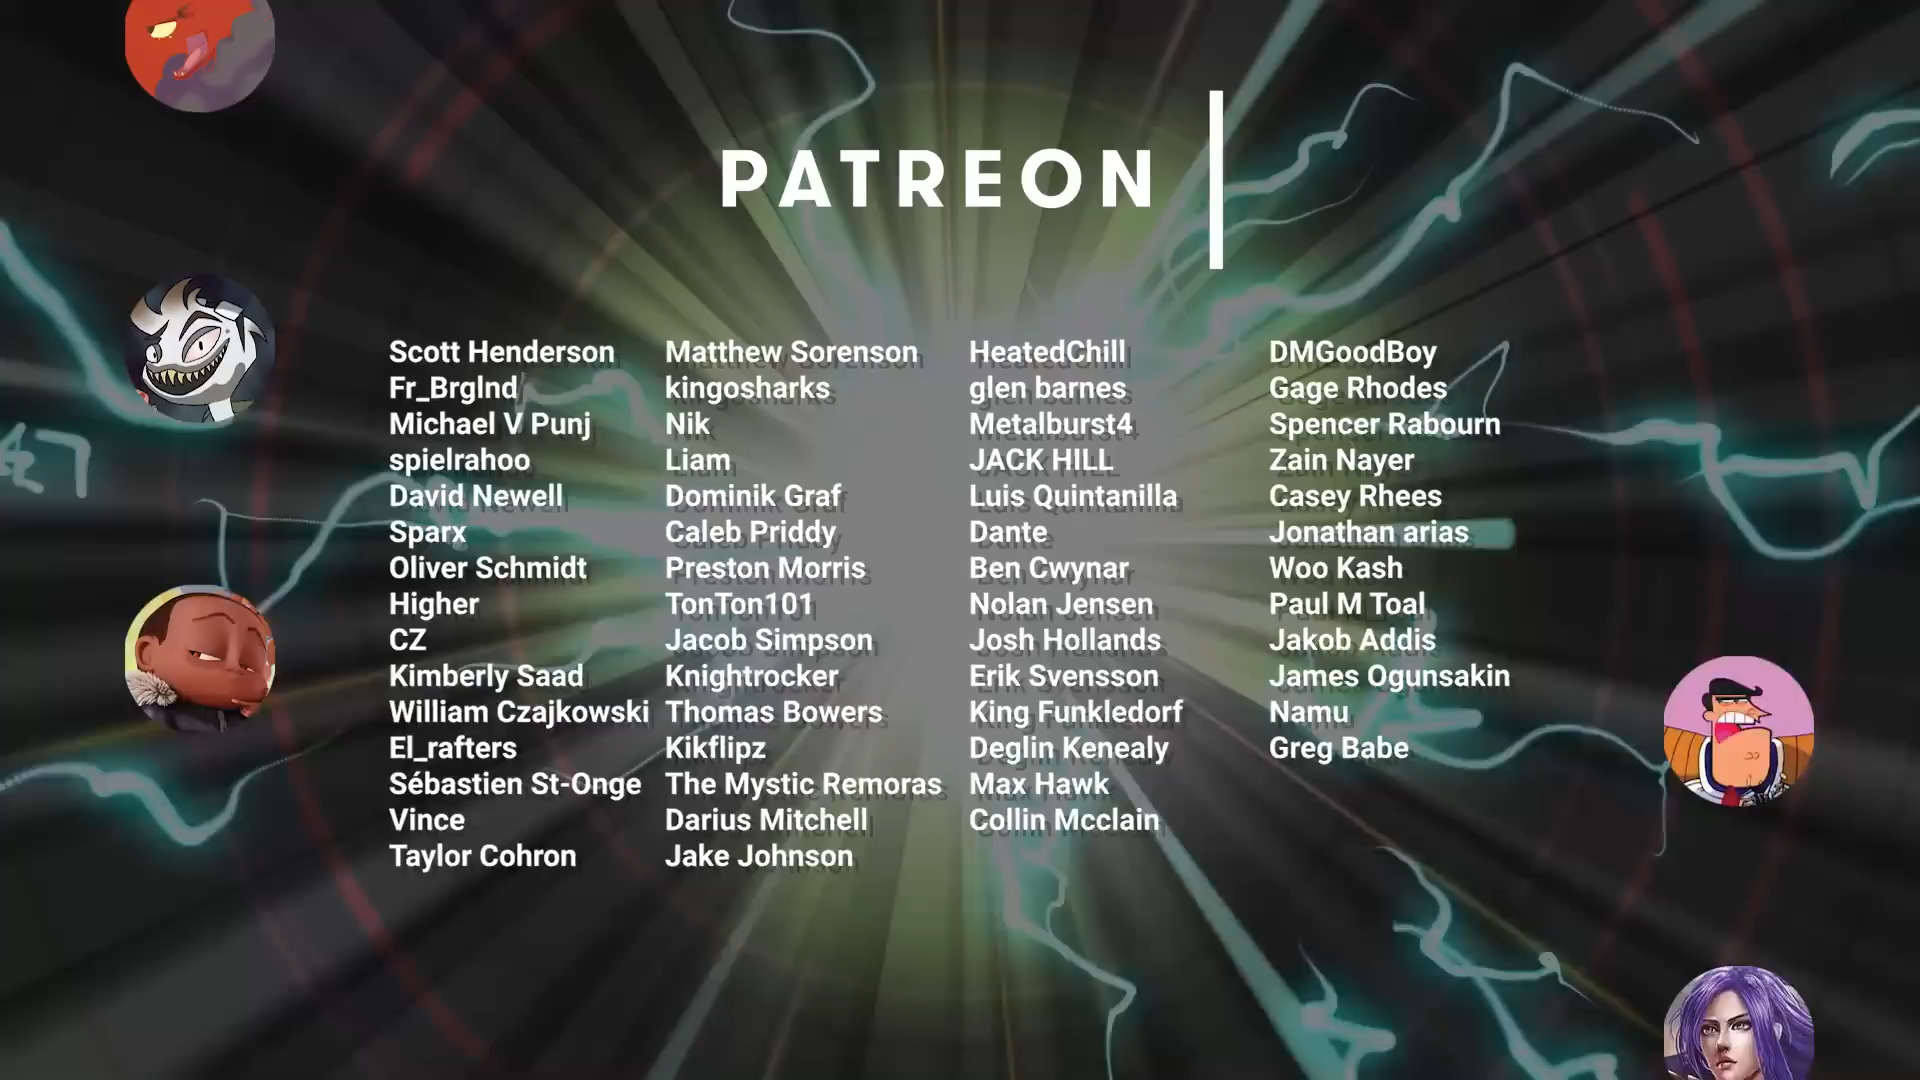 PATREON
Scott Henderson
Fr_Brglnd
Michael V Punj
spielrahoo
David Newell
Sparx
Oliver Schmidt
Higher
CZ
Kimberly Saad
William Czajkowski
El_rafters
Sébastien St-Onge
Vince
Taylor Cohron
Matthew Sorenson
kingosharks
Nik
Liam
Dominik Graf
Caleb Priddy
Preston Morris
TonTon101
Jacob Simpson
Knightrocker
Thomas Bowers
Kikflipz
The Mystic Remoras
Darius Mitchell
Jake Johnson
HeatedChill
glen barnes
Metalburst4
JACK HILL
Luis Quintanilla
Dante
Ben Cwynar
Nolan Jensen
Josh Hollands
Erik Svensson
King Funkledorf
Deglin Kenealy
Max Hawk
Collin Mcclain
DMGoodBoy
Gage Rhodes
Spencer Rabourn
Zain Nayer
Casey Rhees
Jonathan arias
Woo Kash
Paul M Toal
Jakob Addis
James Ogunsakin
Namu
Greg Babe